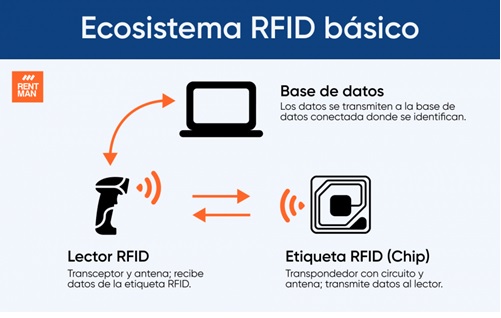 Ecosistema RFID básico
RENT
MAN
Base de datos
Los datos se transmiten a la base de
datos conectada donde se identifican.
Lector RFID
Transceptor y antena; recibe
datos de la etiqueta RFID.
Etiqueta RFID (Chip)
Transpondedor con circuito y
antena; transmite datos al lector.